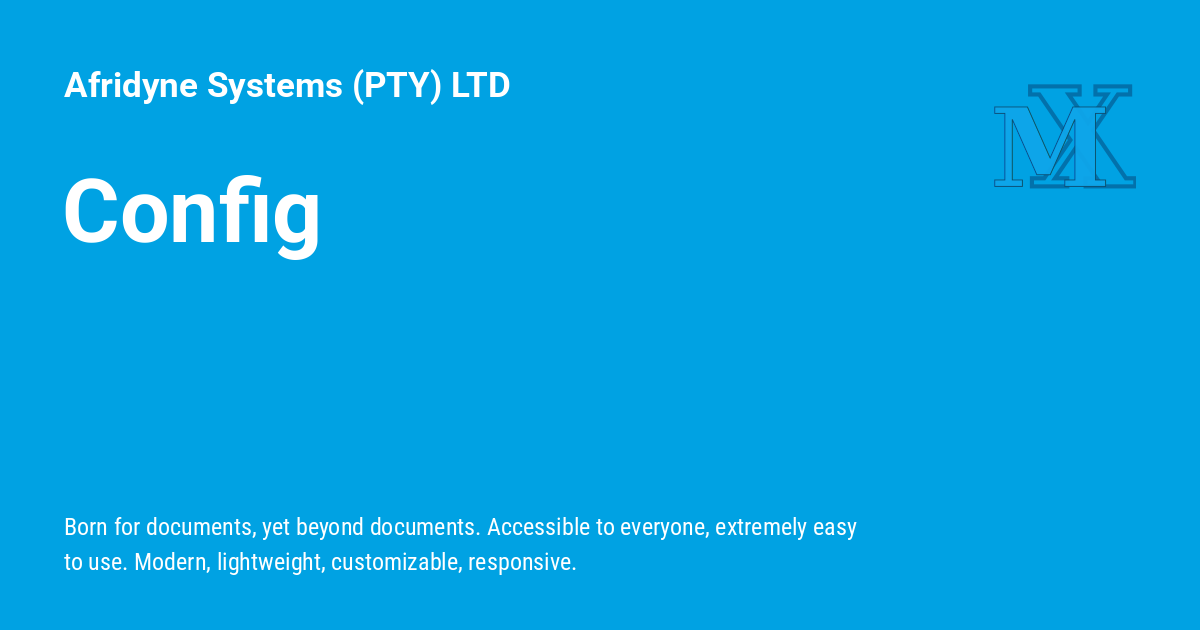 Afridyne Systems (PTY) LTD
MX
Config
Born for documents, yet beyond documents. Accessible to everyone, extremely easy
to use. Modern, lightweight, customizable, responsive.